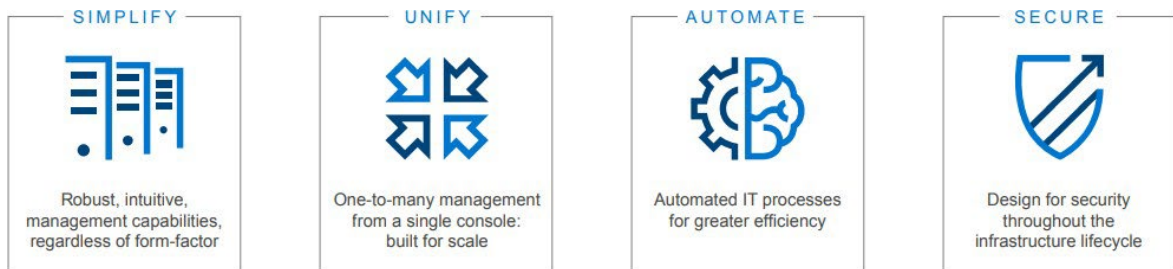 SIMPLIFY
Robust, intuitive,
management capabilities,
regardless of form-factor
UNIFY
One-to-many management
from a single console:
built for scale
AUTOMATE
Automated IT processes
for greater efficiency
SECURE
Design for security
throughout the
infrastructure lifecycle